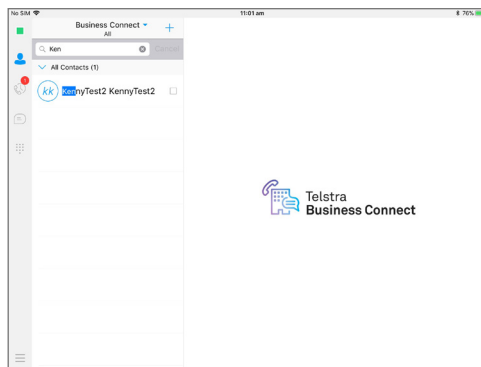 No SIM
11:01 am
76%
Business Connect
All
Ken
Cancel
All Contacts (1)
1
kk
KennyTest2 KennyTest2
Telstra
Business Connect